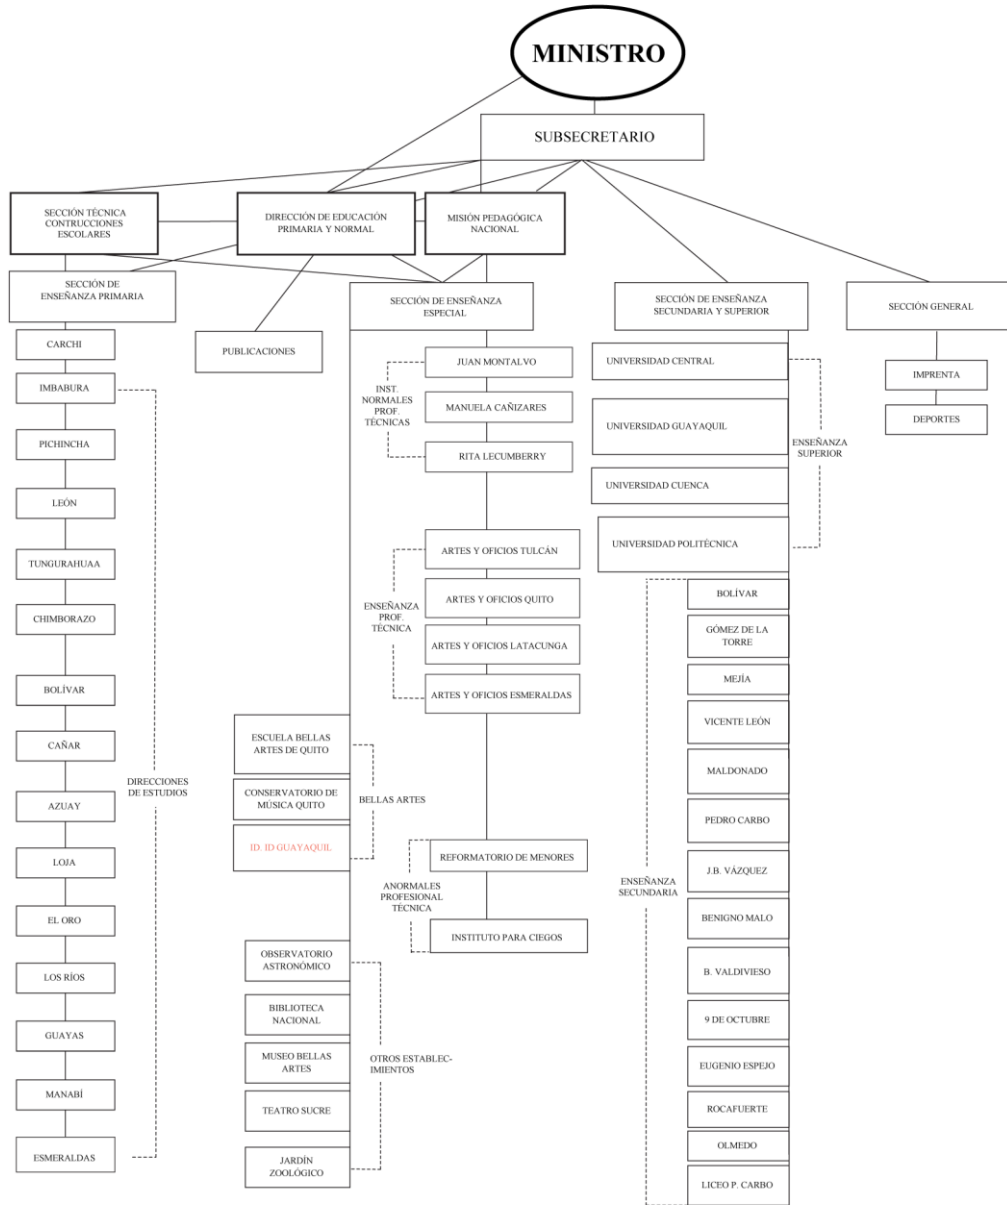 MINISTRO
SUBSECRETARIO
SECCIÓN TÉCNICA
CONTRUCCIONES
ESCOLARES
DIRECCIÓN DE EDUCACIÓN
PRIMARIA Y NORMAL
MISIÓN PEDAGÓGICA
NACIONAL
SECCIÓN DE
ENSEÑANZA PRIMARIA
SECCIÓN DE ENSEÑANZA
ESPECIAL
SECCIÓN DE ENSEÑANZA
SECUNDARIA Y SUPERIOR
SECCIÓN GENERAL
PUBLICACIONES
CARCHI
IMBABURA
PICHINCHA
LEÓN
TUNGURAHUAA
CHIMBORAZO
BOLÍVAR
CAÑAR
AZUAY
LOJA
EL ORO
LOS RÍOS
GUAYAS
MANABÍ
ESMERALDAS
DIRECCIONES
DE ESTUDIOS
ESCUELA BELLAS
ARTES DE QUITO
CONSERVATORIO DE
MÚSICA QUITO
ID. ID GUAYAQUIL
BELLAS ARTES
OBSERVATORIO
ASTRONÓMICO
BIBLIOTECA
NACIONAL
MUSEO BELLAS
ARTES
TEATRO SUCRE
JARDÍN
ZOOLÓGICO
OTROS ESTABLEC-
IMIENTOS
INST.
NORMALES
PROF.
TÉCNICAS
JUAN MONTALVO
MANUELA CAÑIZARES
RITA LECUMBERRY
ENSEÑANZA
PROF.
TÉCNICA
ARTES Y OFICIOS TULCÁN
ARTES Y OFICIOS QUITO
ARTES Y OFICIOS LATACUNGA
ARTES Y OFICIOS ESMERALDAS
ANORMALES
PROFESIONAL
TÉCNICA
REFORMATORIO DE MENORES
INSTITUTO PARA CIEGOS
UNIVERSIDAD CENTRAL
UNIVERSIDAD GUAYAQUIL
UNIVERSIDAD CUENCA
UNIVERSIDAD POLITÉCNICA
ENSEÑANZA
SUPERIOR
ENSEÑANZA
SECUNDARIA
BOLÍVAR
GÓMEZ DE LA
TORRE
MEJÍA
VICENTE LEÓN
MALDONADO
PEDRO CARBO
J.B. VÁZQUEZ
BENIGNO MALO
B. VALDIVIESO
9 DE OCTUBRE
EUGENIO ESPEJO
ROCAFUERTE
OLMEDO
LICEO P. CARBO
IMPRENTA
DEPORTES